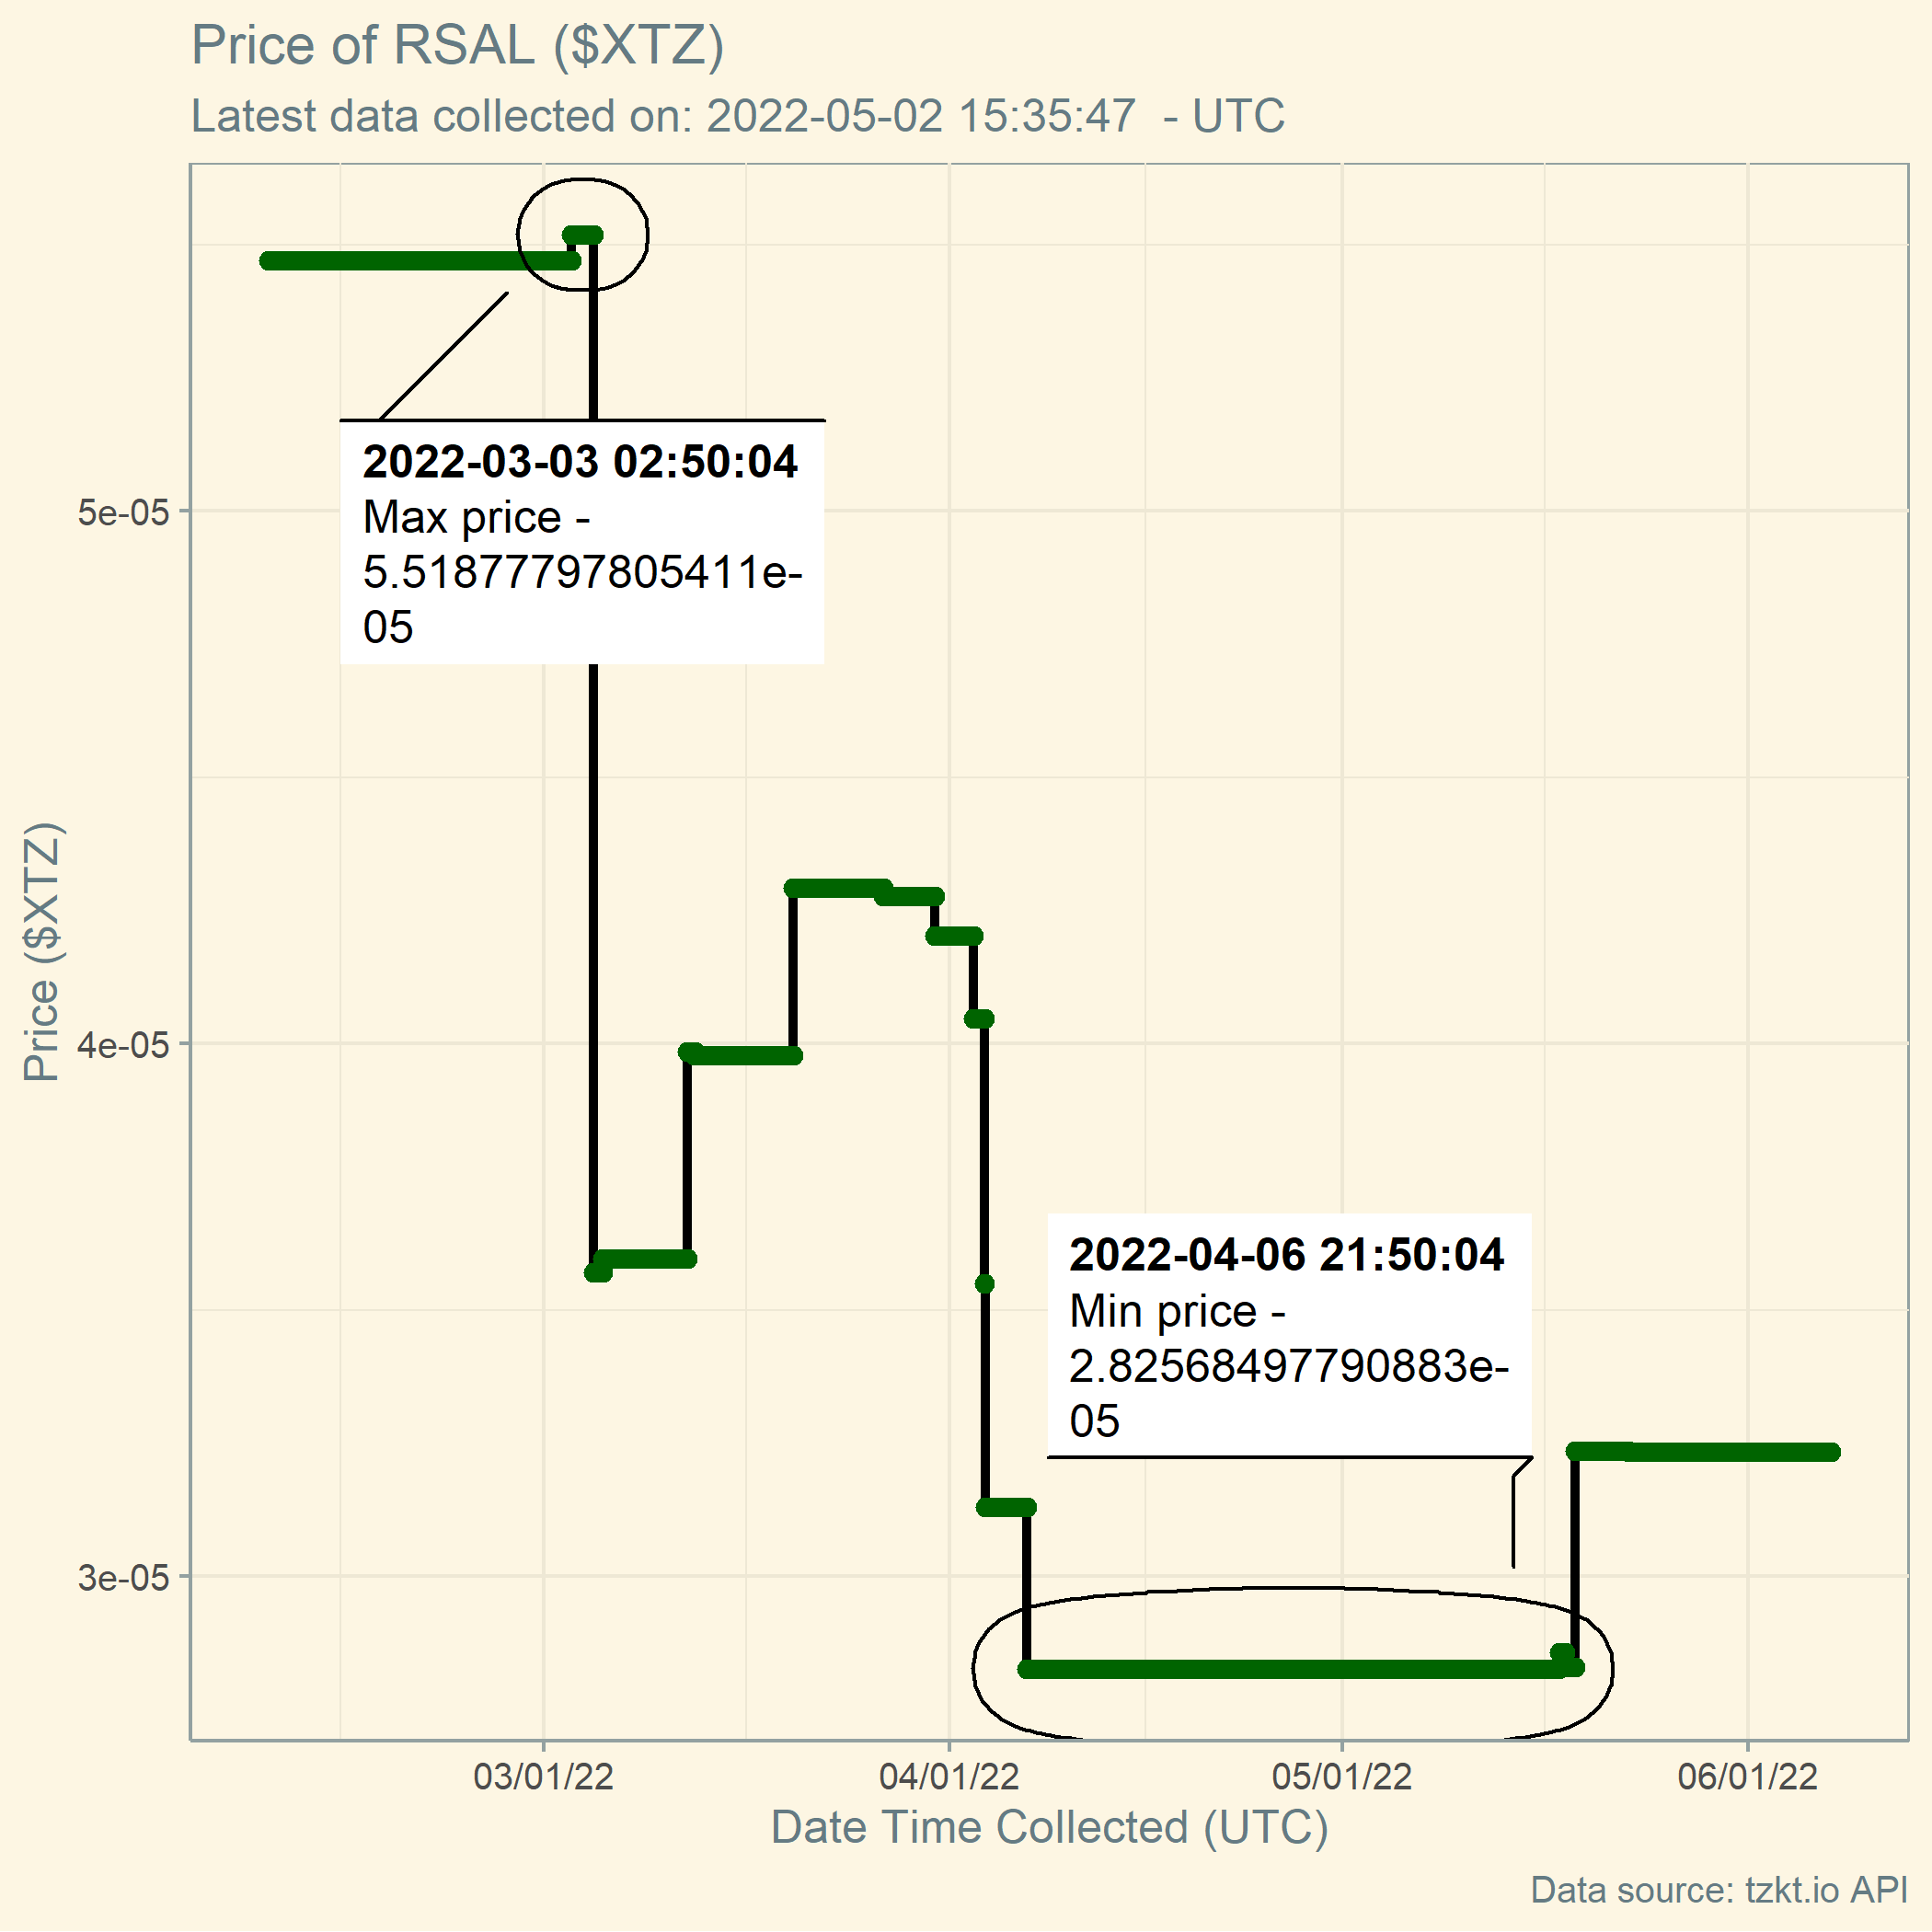 Price of RSAL ($XTZ)
Latest data collected on: 2022-05-02 15:35:47  - UTC
2022-03-03 02:50:04
Max price -
5.51877797805411e-
05
5e-05
4e-05
3e-05
Price ($XTZ)
2022-04-06 21:50:04
Min price -
2.82568497790883e-
05
03/01/22
04/01/22
05/01/22
06/01/22
Date Time Collected (UTC)
Data source: tzkt.io API